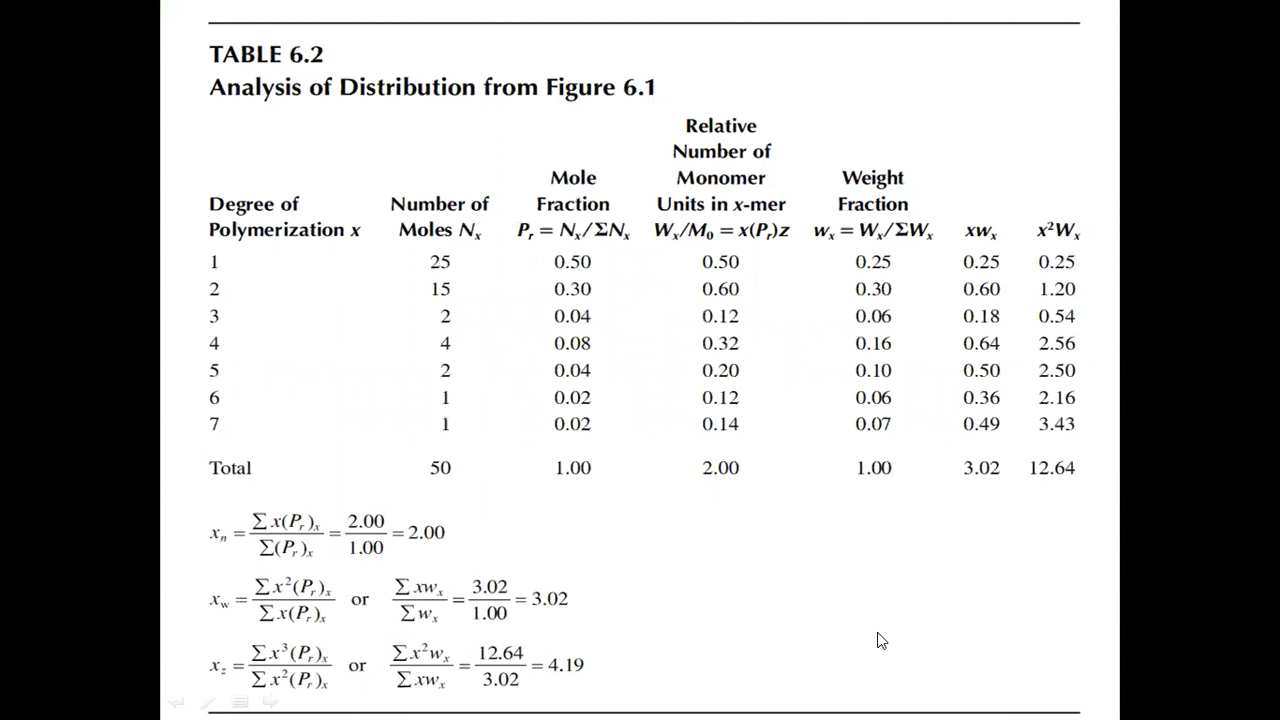 TABLE 6.2
Analysis of Distribution from Figure 6.1
Degree of Polymerization x | Number of Moles Nₓ | Mole Fraction Pᵣ = Nₓ/ΣNₓ | Relative Number of Monomer Units in x-mer Wₓ/M₀ = x(Pᵣ)z | Weight Fraction wₓ = Wₓ/ΣWₓ | xwₓ | x²Wₓ
1 25 0.50 0.50 0.25 0.25 0.25
2 15 0.30 0.60 0.30 0.60 1.20
3 2 0.04 0.12 0.06 0.18 0.54
4 4 0.08 0.32 0.16 0.64 2.56
5 2 0.04 0.20 0.10 0.50 2.50
6 1 0.02 0.12 0.06 0.36 2.16
7 1 0.02 0.14 0.07 0.49 3.43
Total 50 1.00 2.00 1.00 3.02 12.64
xₙ = Σx(Pᵣ)ₓ / Σ(Pᵣ)ₓ = 2.00 / 1.00 = 2.00
x_w = Σx²(Pᵣ)ₓ / Σx(Pᵣ)ₓ or Σxwₓ / Σwₓ = 3.02 / 1.00 = 3.02
x_z = Σx³(Pᵣ)ₓ / Σx²(Pᵣ)ₓ or Σx²wₓ / Σxwₓ = 12.64 / 3.02 = 4.19